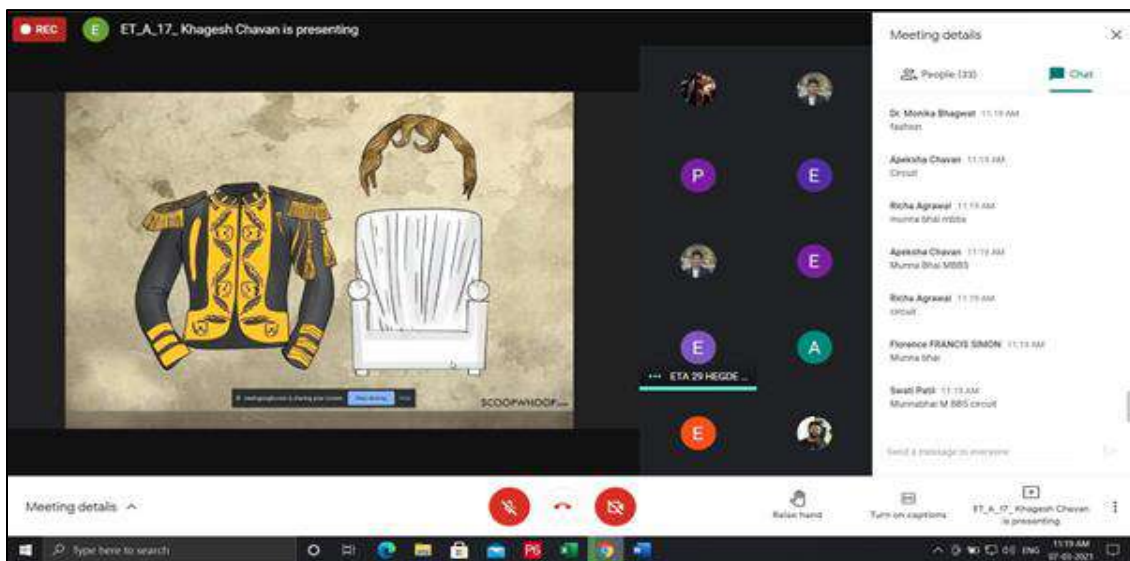 REC
E
ET_A_17_ Khagesh Chavan is presenting
SCOOPWHOOP
P
E
E
E
A
ETA 29 HEGDE ...
E
Meeting details
People (33)
Chat
Dr. Monika Bhagwat 11:19 AM
fashion
Apeksha Chavan 11:19 AM
Circuit
Richa Agrawal 11:19 AM
munna bhai mbbs
Apeksha Chavan 11:19 AM
Munna Bhai MBBS
Richa Agrawal 11:19 AM
circuit
Florence FRANCIS SIMON 11:19 AM
Munna bhai
Swati Patil 11:19 AM
Munnabhai M BBS circuit
Send a message to everyone
Meeting details
Raise hand
Turn on captions
ET_A_17_ Khagesh Chavan
is presenting
Type here to search
P6
ENG
11:19 AM
07-05-2021